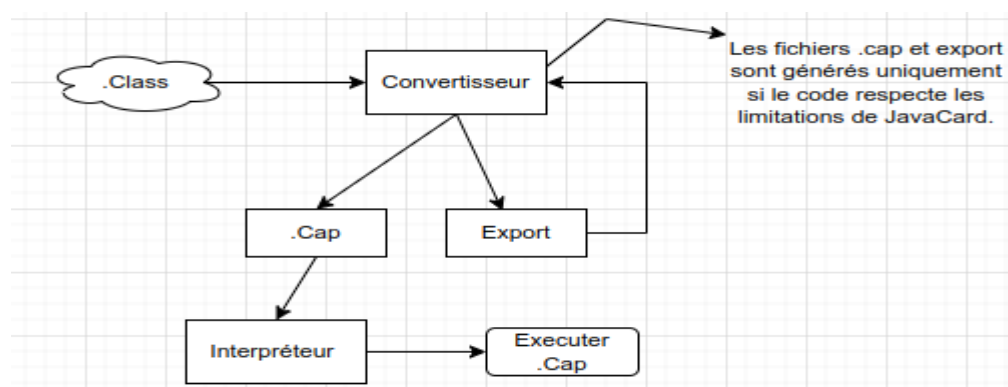 .Class
Convertisseur
Les fichiers .cap et export
sont générés uniquement
si le code respecte les
limitations de JavaCard.
.Cap
Export
Interpréteur
Executer
.Cap